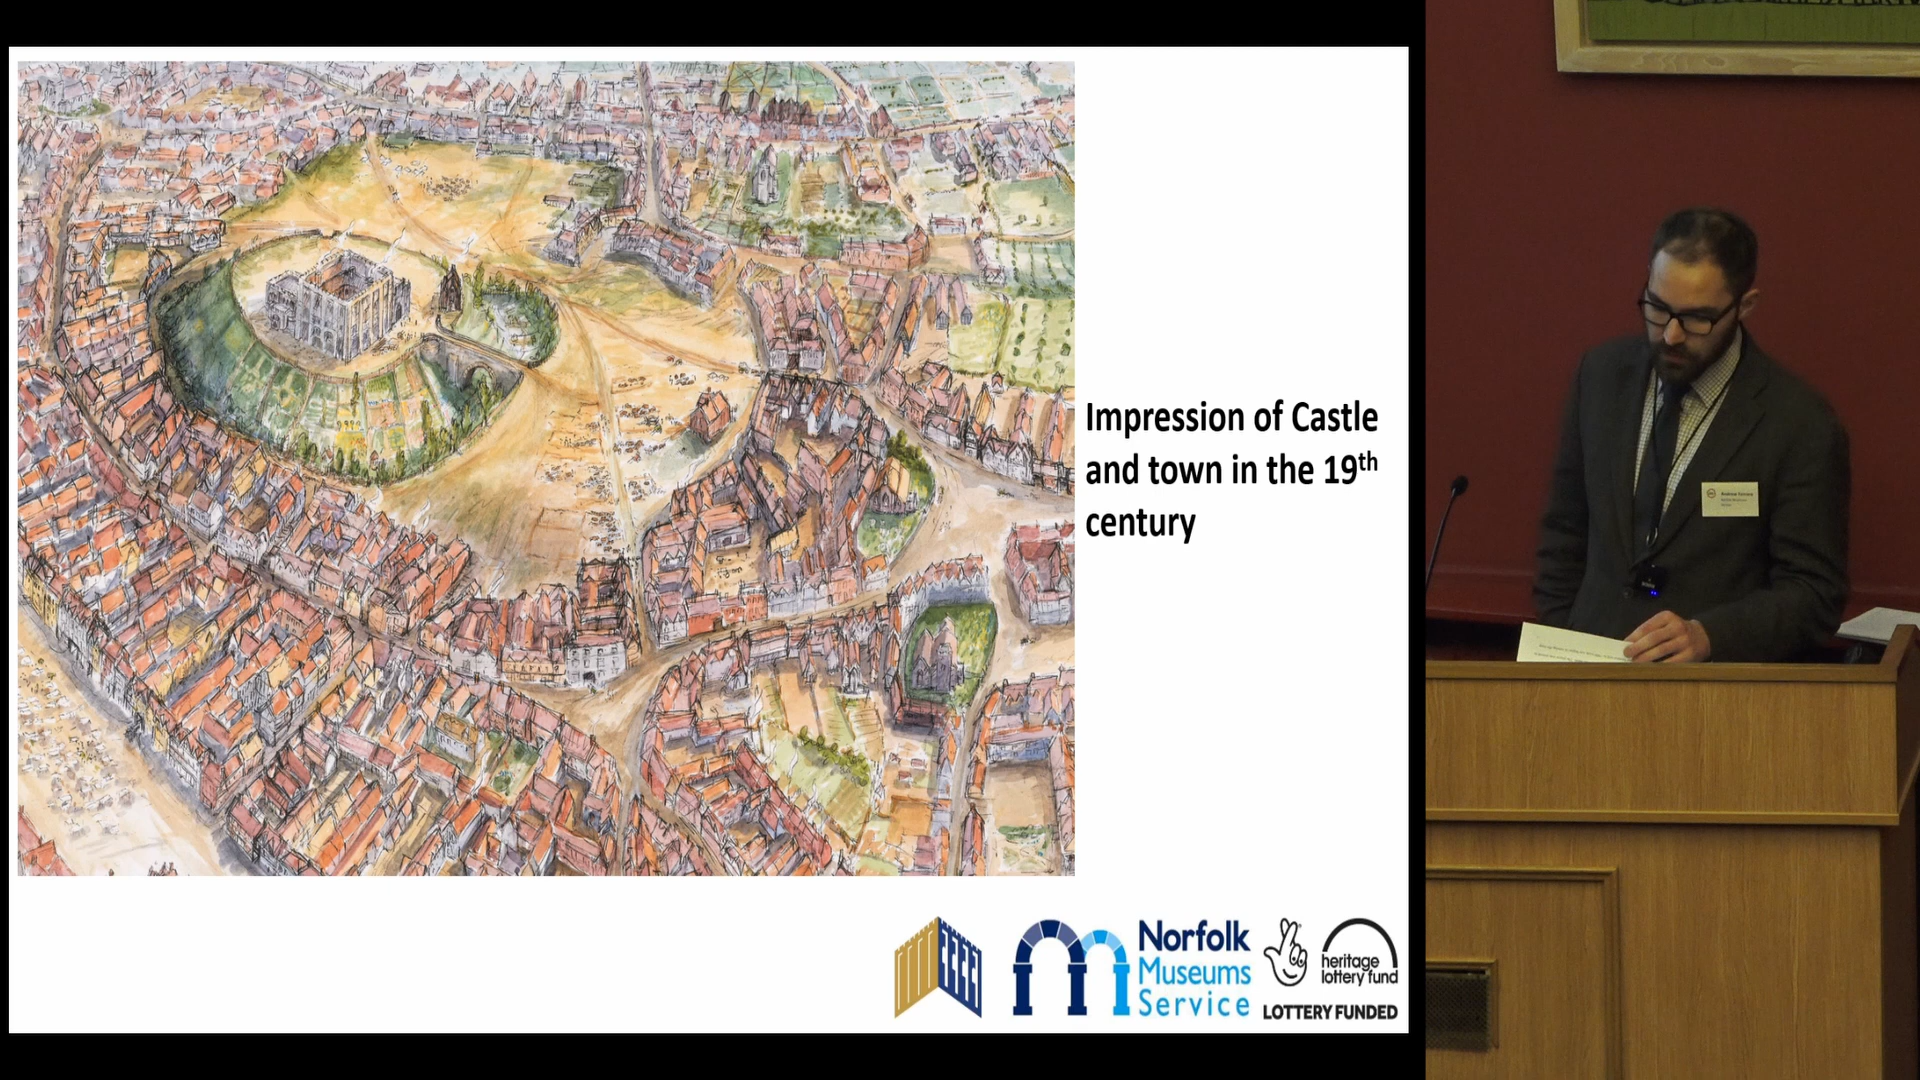 Impression of Castle
and town in the 19th
century
Norfolk
Museums
Service
heritage
lottery fund
LOTTERY FUNDED